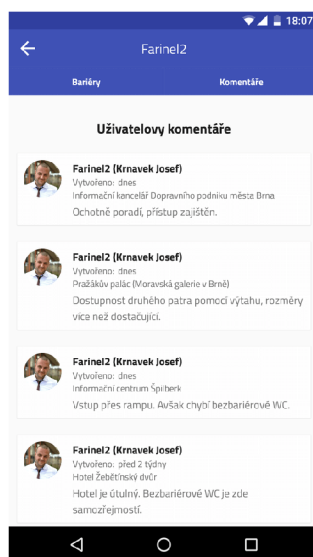 18:07
Farinel2
Bariéry Komentáře
Uživatelovy komentáře
Farinel2 (Krnavek Josef)
Vytvořeno: dnes
Informační kancelář Dopravního podniku města Brna
Ochotně poradí, přístup zajištěn.
Farinel2 (Krnavek Josef)
Vytvořeno: dnes
Pražákův palác (Moravská galerie v Brně)
Dostupnost druhého patra pomocí výtahu, rozměry
více než dostačující.
Farinel2 (Krnavek Josef)
Vytvořeno: dnes
Informační centrum Špilberk
Vstup přes rampu. Avšak chybí bezbariérové WC.
Farinel2 (Krnavek Josef)
Vytvořeno: před 2 týdny
Hotel Žebětínský dvůr
Hotel je útulný. Bezbariérové WC je zde
samozřejmostí.